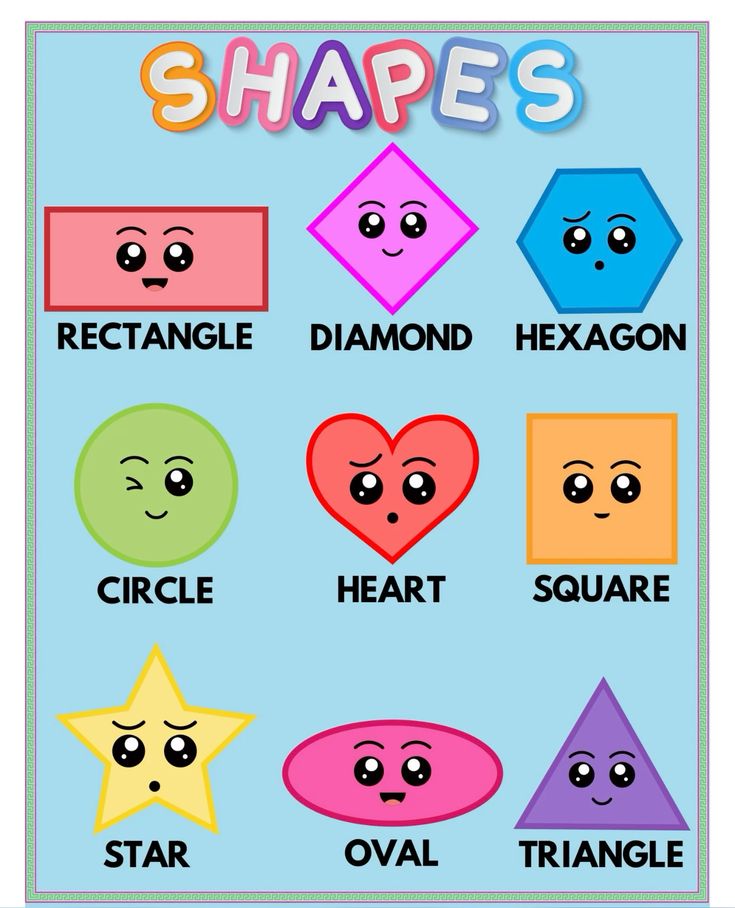 SHAPES
RECTANGLE
DIAMOND
HEXAGON
CIRCLE
HEART
SQUARE
STAR
OVAL
TRIANGLE